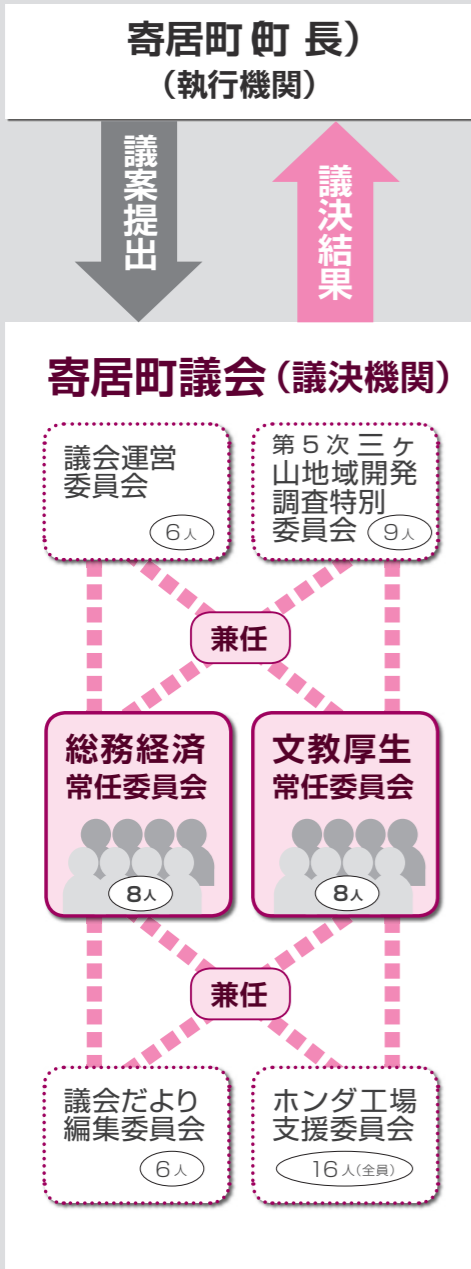 寄居町(町 長)
(執行機関)
議案提出
議決結果
寄居町議会(議決機関)
議会運営
委員会
6人
第5次三ヶ
山地域開発
調査特別
委員会
9人
兼任
総務経済
常任委員会
8人
文教厚生
常任委員会
8人
兼任
議会だより
編集委員会
6人
ホンダ工場
支援委員会
16人(全員)